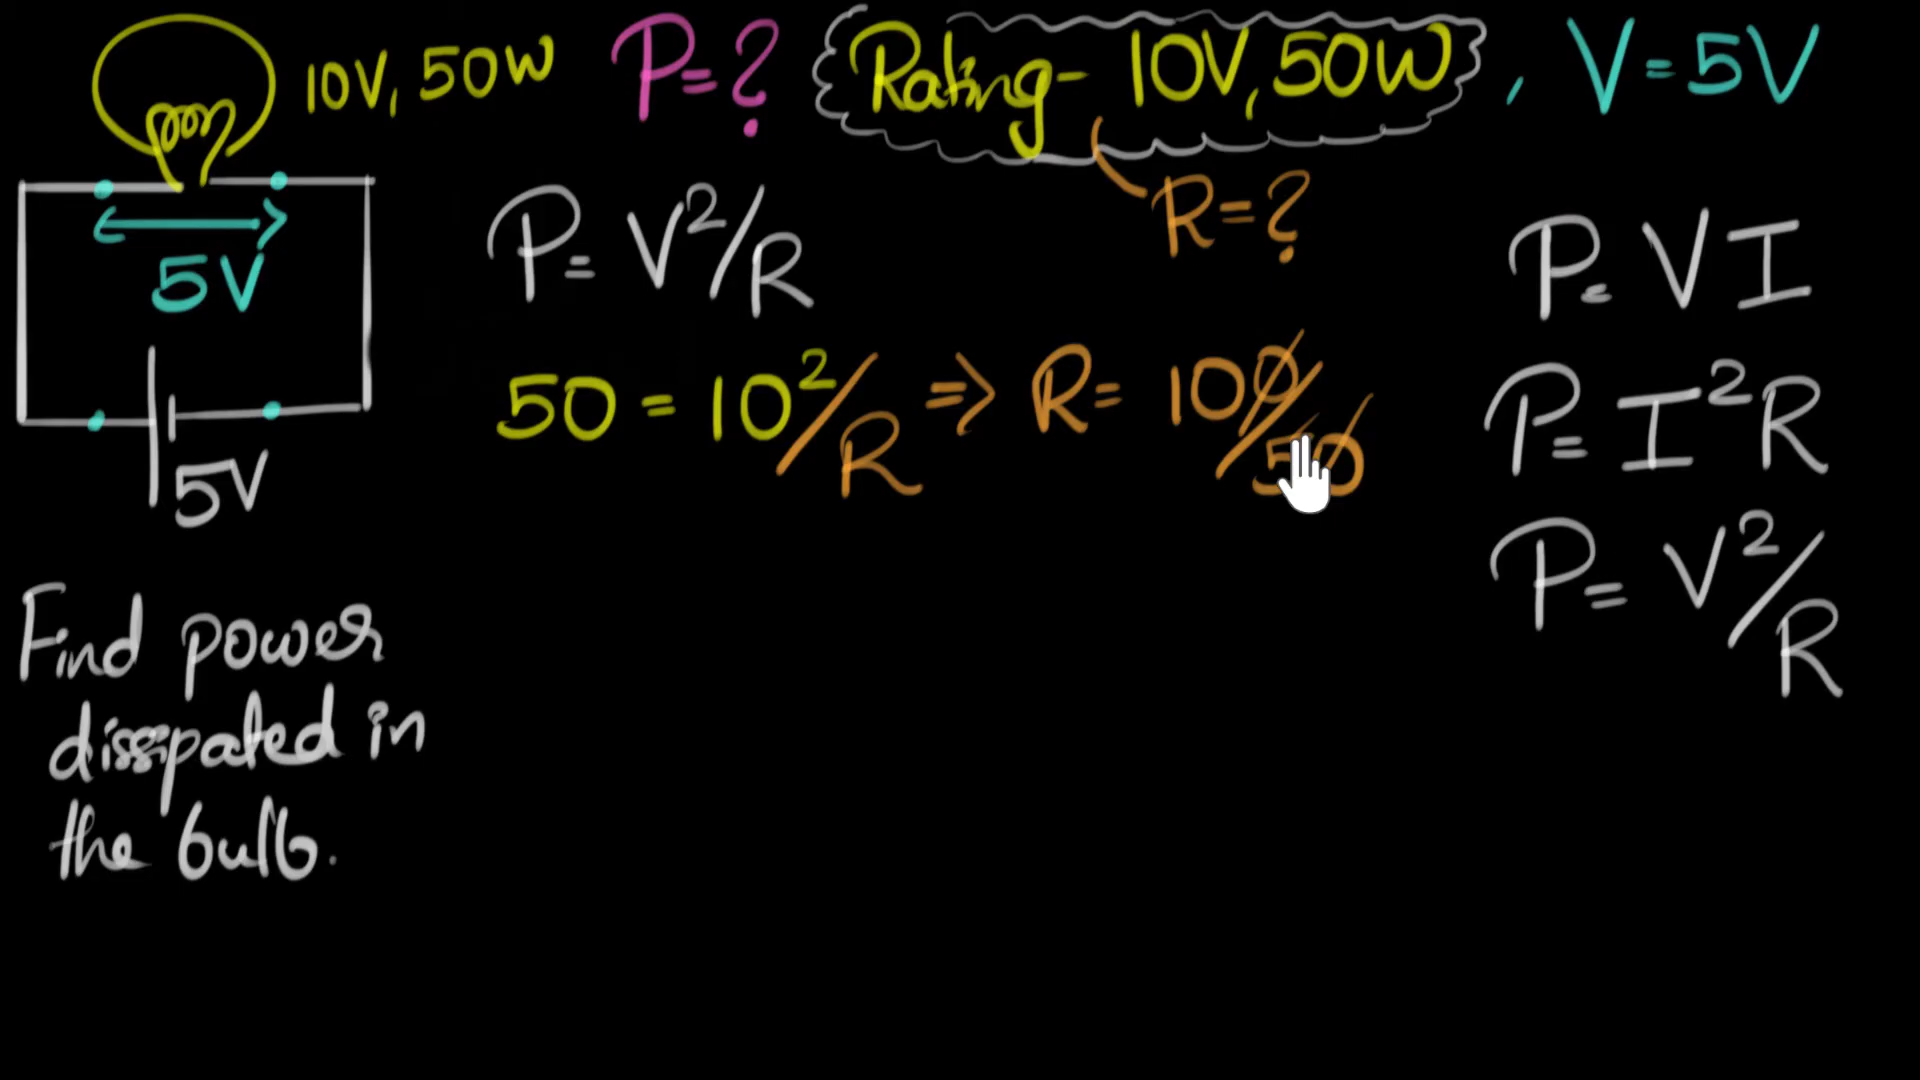 10V, 50W
P=? Rating- 10V, 50W , V=5V
R=?
5V
P= V²/R
P= VI
50 = 10²/R => R= 100/50
P= I²R
5V
P= V²/R
Find power
dissipated in
the bulb.